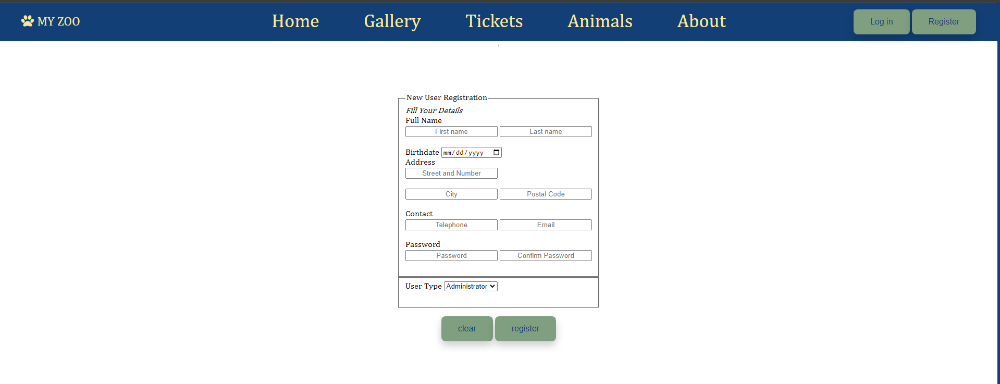 MY ZOO Home Gallery Tickets Animals About Log in Register
New User Registration
Fill Your Details
Full Name
First name Last name
Birthdate mm/dd/yyyy
Address
Street and Number
City Postal Code
Contact
Telephone Email
Password
Password Confirm Password
User Type Administrator
clear register